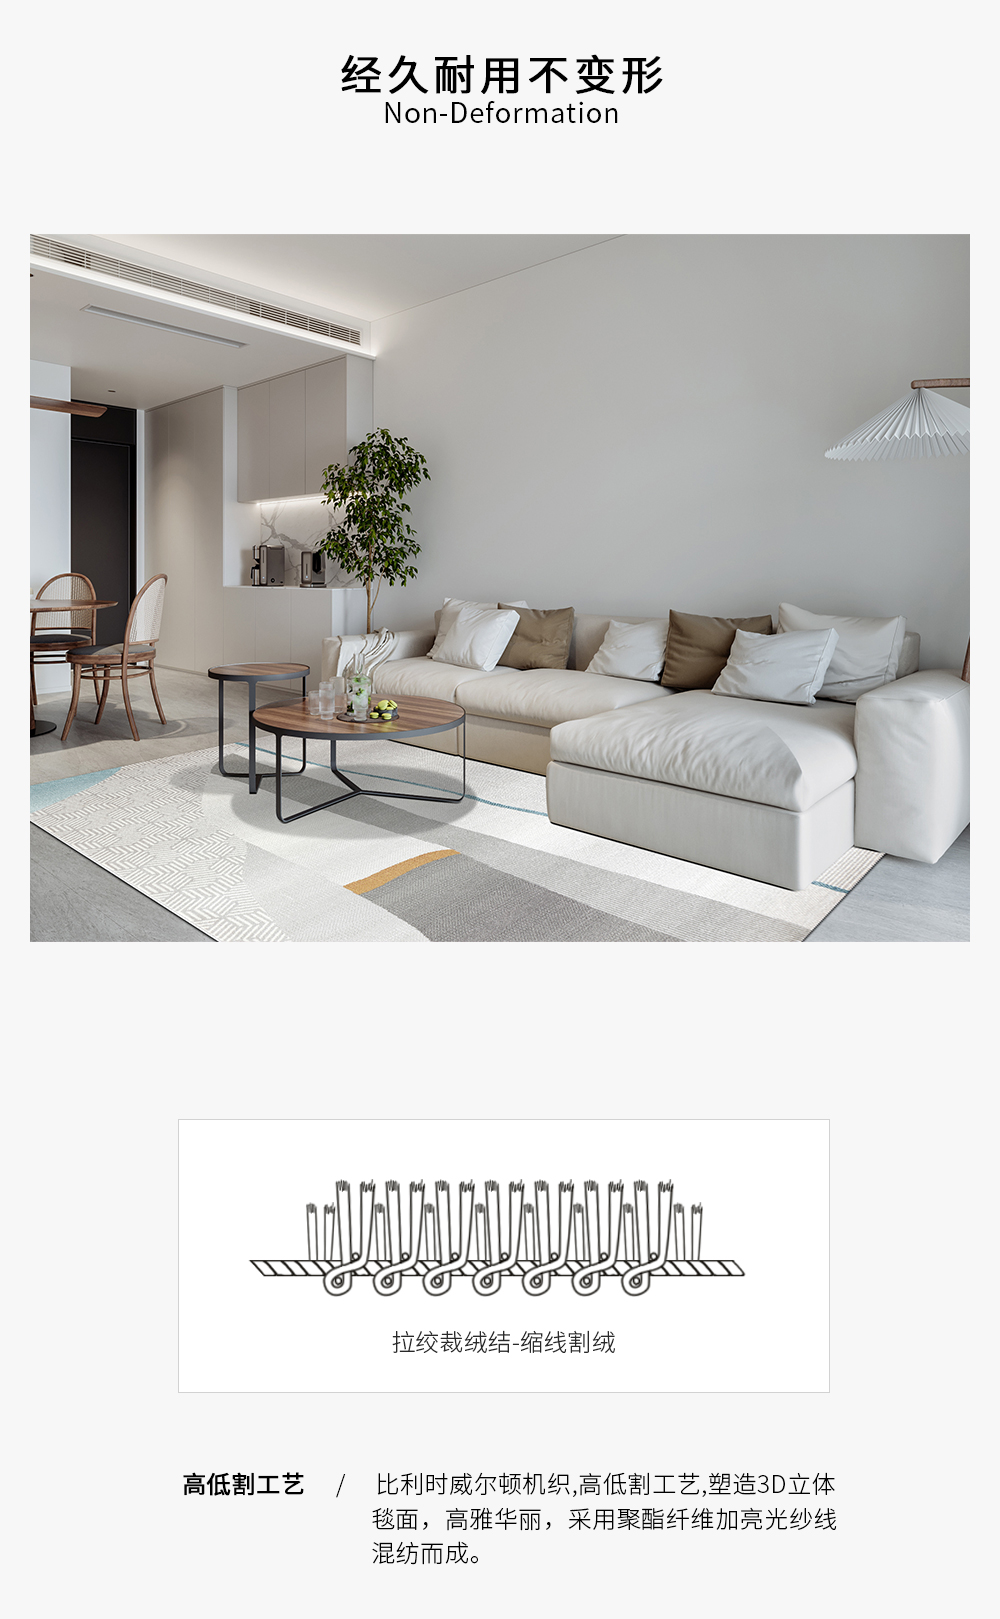 经久耐用不变形
Non-Deformation
拉绞裁绒结-缩线割绒
高低割工艺 / 比利时威尔顿机织,高低割工艺,塑造3D立体
毯面，高雅华丽，采用聚酯纤维加亮光纱线
混纺而成。